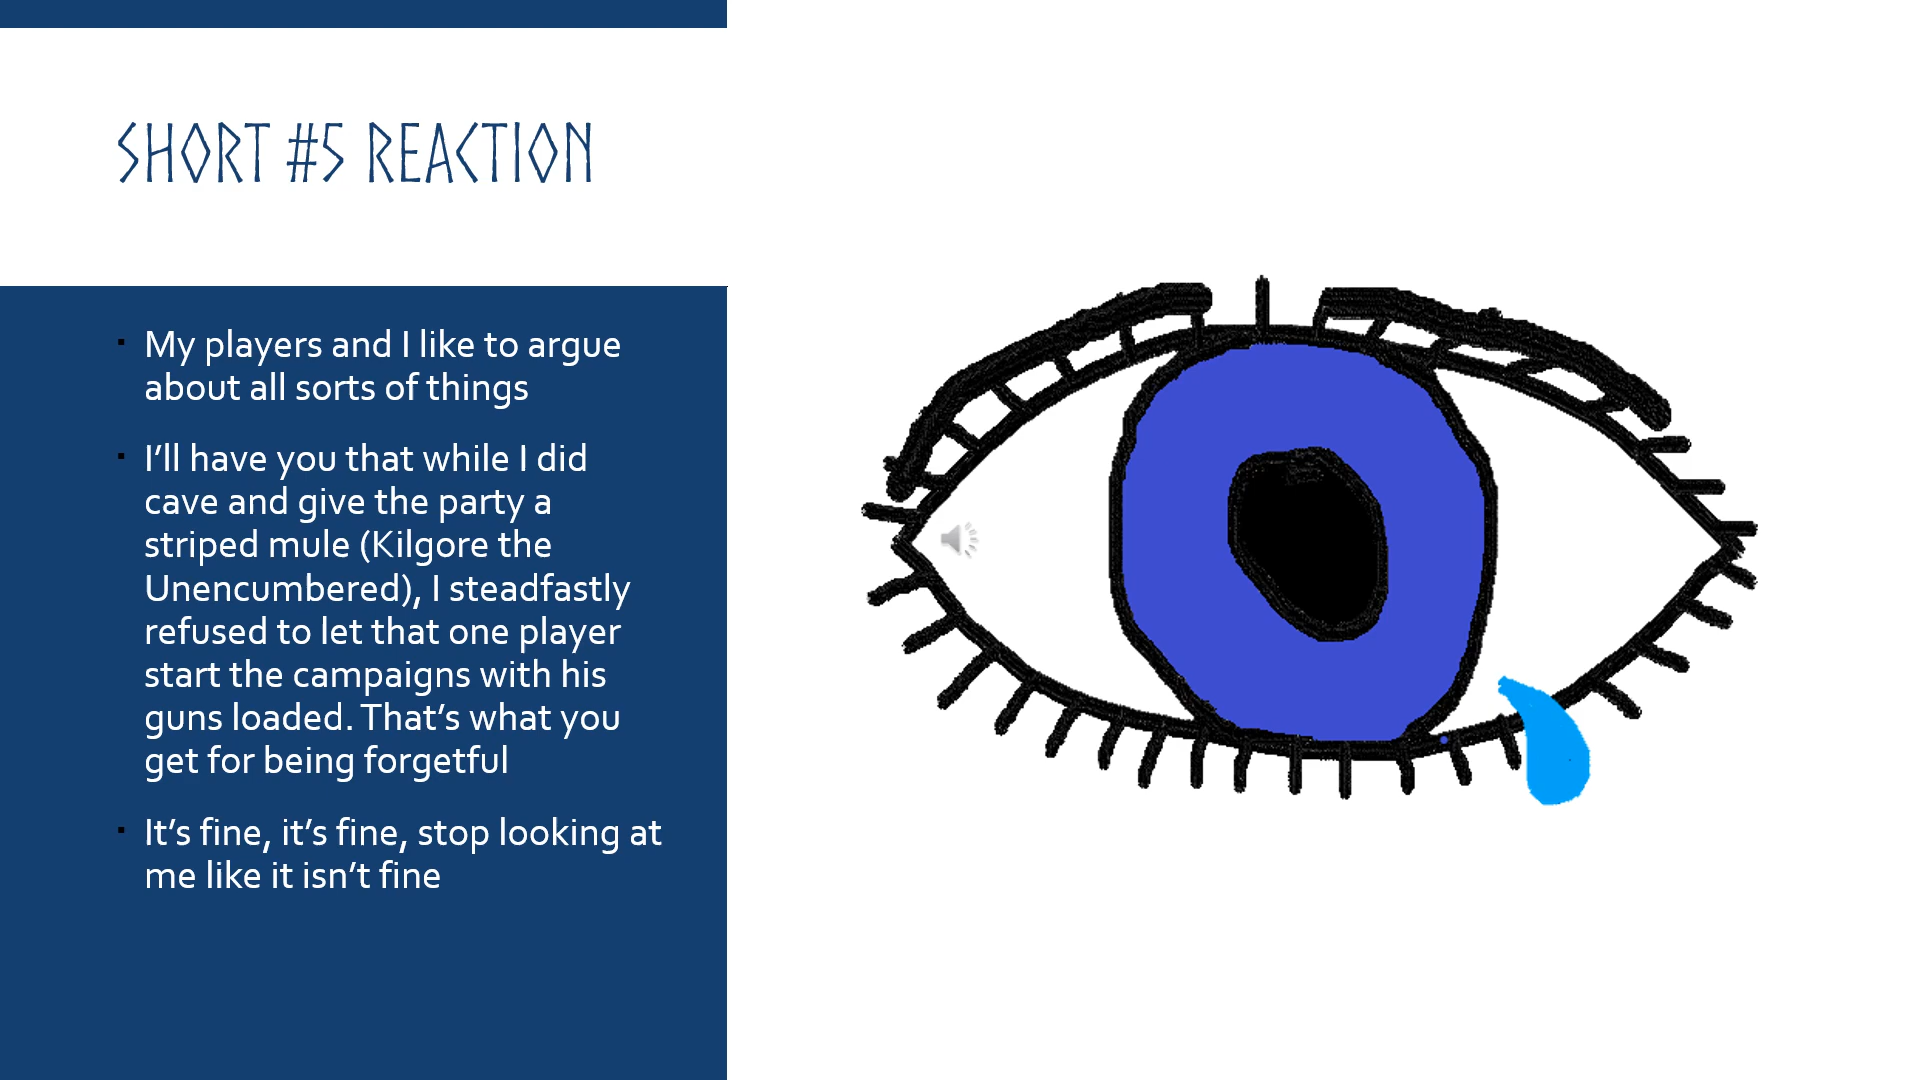 SHORT #5 REACTION
▪ My players and I like to argue
about all sorts of things
▪ I’ll have you that while I did
cave and give the party a
striped mule (Kilgore the
Unencumbered), I steadfastly
refused to let that one player
start the campaigns with his
guns loaded. That’s what you
get for being forgetful
▪ It’s fine, it’s fine, stop looking at
me like it isn’t fine